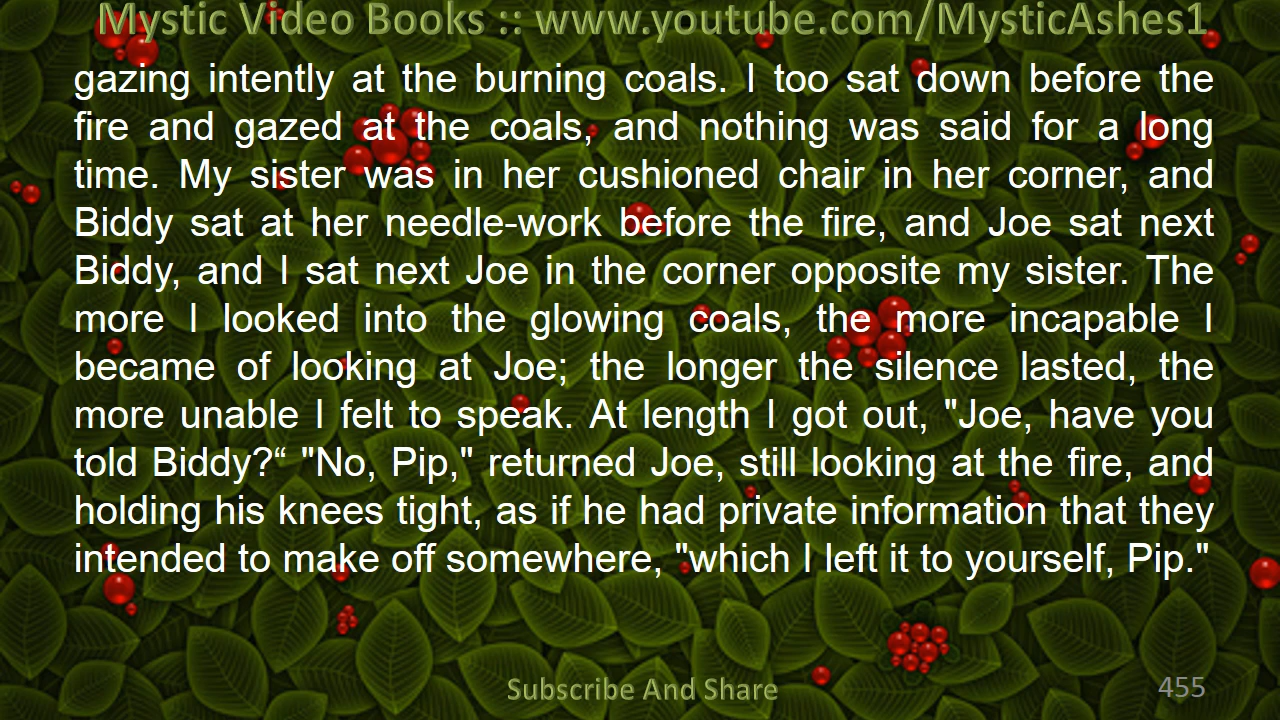 Mystic Video Books :: www.youtube.com/MysticAshes1
gazing intently at the burning coals. I too sat down before the
fire and gazed at the coals, and nothing was said for a long
time. My sister was in her cushioned chair in her corner, and
Biddy sat at her needle-work before the fire, and Joe sat next
Biddy, and I sat next Joe in the corner opposite my sister. The
more I looked into the glowing coals, the more incapable I
became of looking at Joe; the longer the silence lasted, the
more unable I felt to speak. At length I got out, "Joe, have you
told Biddy?“ "No, Pip," returned Joe, still looking at the fire, and
holding his knees tight, as if he had private information that they
intended to make off somewhere, "which I left it to yourself, Pip."
Subscribe And Share
455